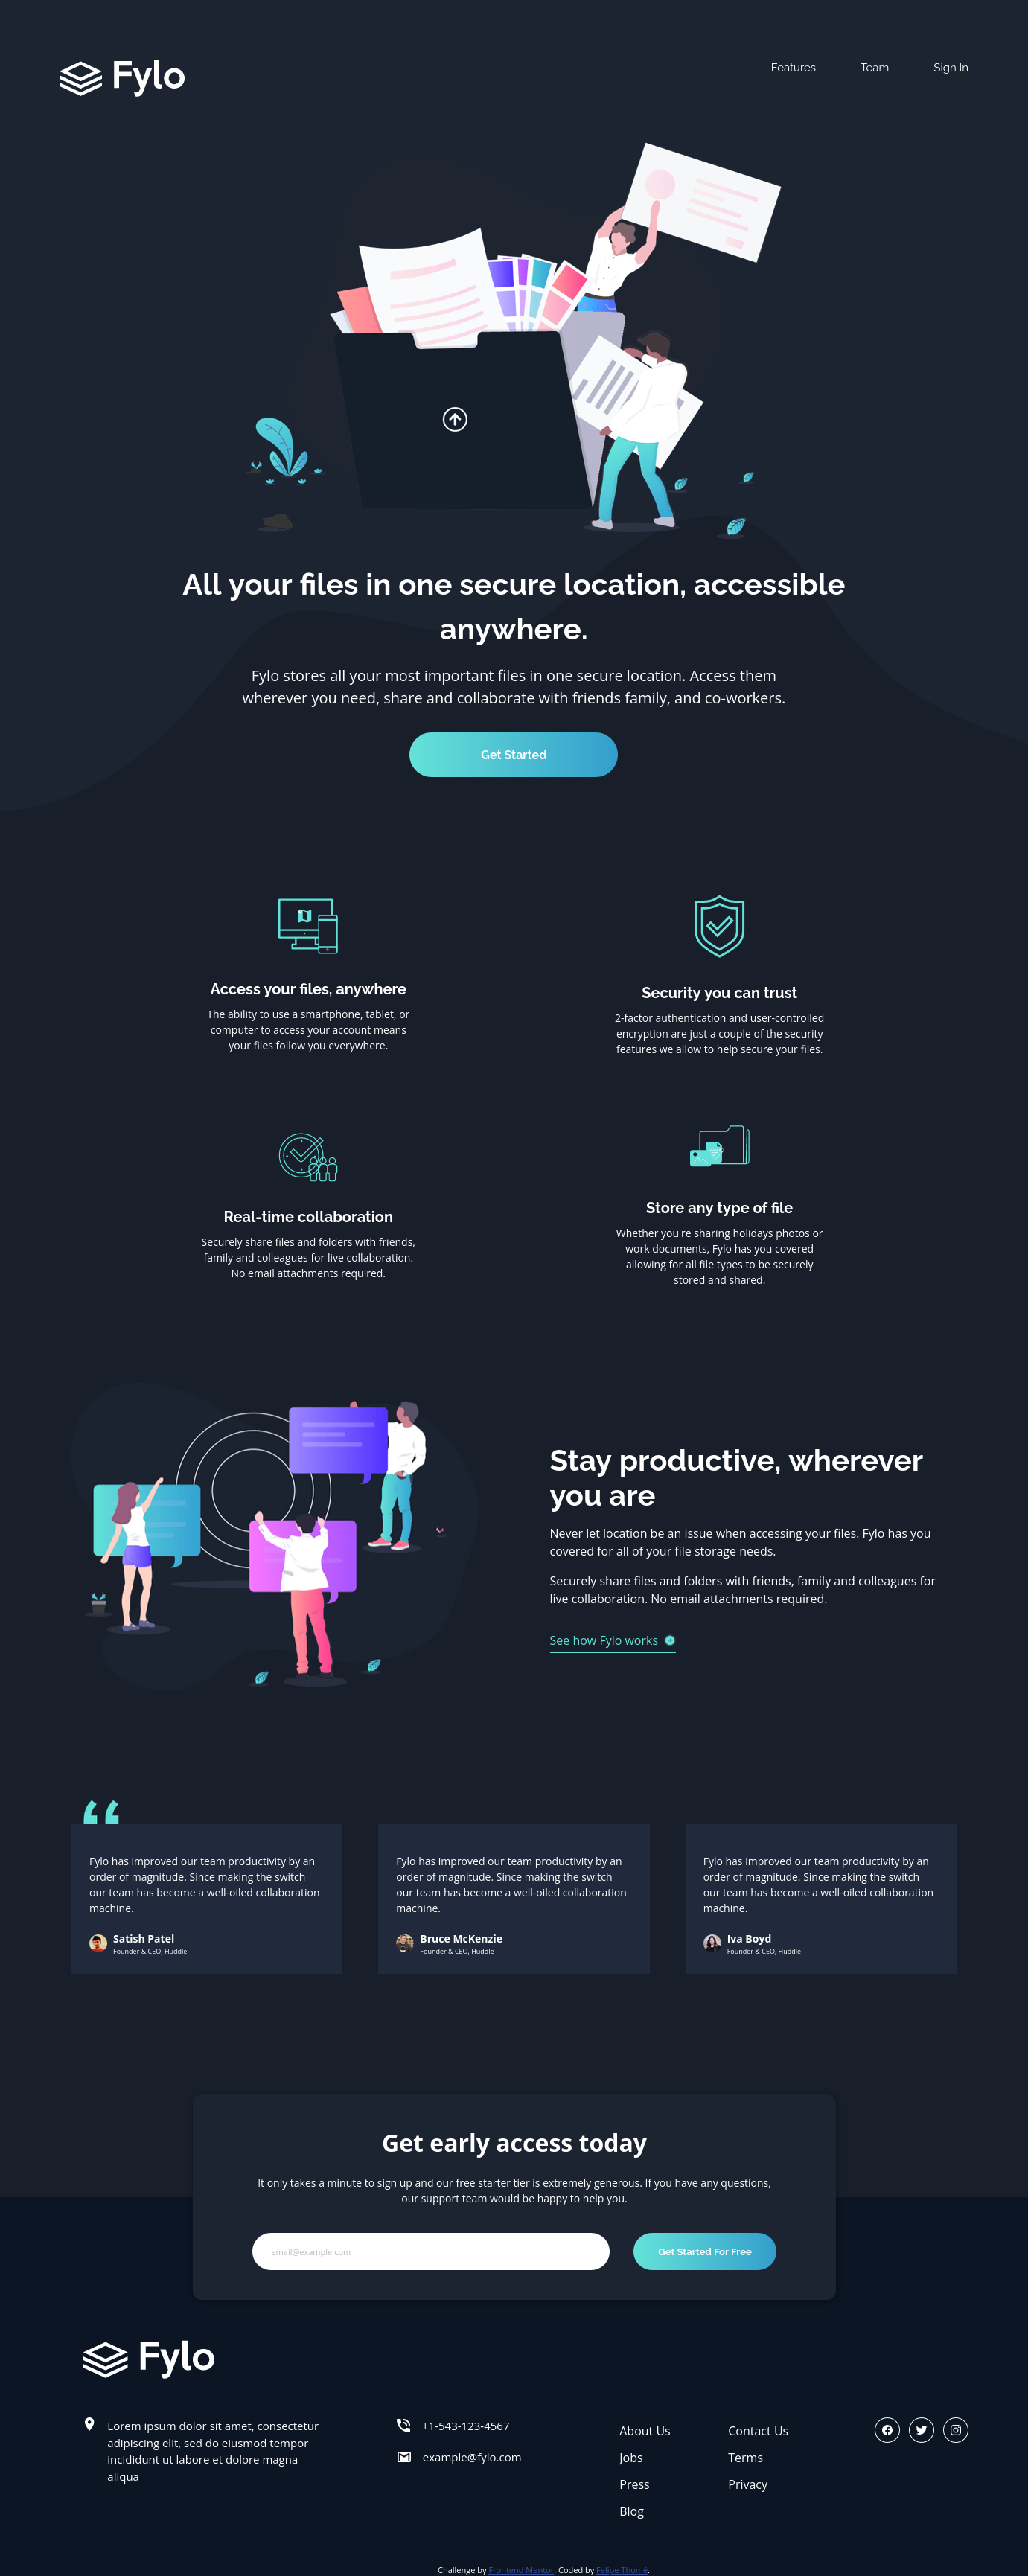 Fylo
Features
Team
Sign In
All your files in one secure location, accessible
anywhere.
Fylo stores all your most important files in one secure location. Access them
wherever you need, share and collaborate with friends family, and co-workers.
Get Started
Access your files, anywhere
The ability to use a smartphone, tablet, or
computer to access your account means
your files follow you everywhere.
Security you can trust
2-factor authentication and user-controlled
encryption are just a couple of the security
features we allow to help secure your files.
Real-time collaboration
Securely share files and folders with friends,
family and colleagues for live collaboration.
No email attachments required.
Store any type of file
Whether you're sharing holidays photos or
work documents, Fylo has you covered
allowing for all file types to be securely
stored and shared.
Stay productive, wherever
you are
Never let location be an issue when accessing your files. Fylo has you
covered for all of your file storage needs.
Securely share files and folders with friends, family and colleagues for
live collaboration. No email attachments required.
See how Fylo works
Fylo has improved our team productivity by an
order of magnitude. Since making the switch
our team has become a well-oiled collaboration
machine.
Satish Patel
Founder & CEO, Huddle
Fylo has improved our team productivity by an
order of magnitude. Since making the switch
our team has become a well-oiled collaboration
machine.
Bruce McKenzie
Founder & CEO, Huddle
Fylo has improved our team productivity by an
order of magnitude. Since making the switch
our team has become a well-oiled collaboration
machine.
Iva Boyd
Founder & CEO, Huddle
Get early access today
It only takes a minute to sign up and our free starter tier is extremely generous. If you have any questions,
our support team would be happy to help you.
email@example.com
Get Started For Free
Fylo
Lorem ipsum dolor sit amet, consectetur
adipiscing elit, sed do eiusmod tempor
incididunt ut labore et dolore magna
aliqua
+1-543-123-4567
example@fylo.com
About Us
Jobs
Press
Blog
Contact Us
Terms
Privacy
Challenge by Frontend Mentor. Coded by Felipe Thomé.